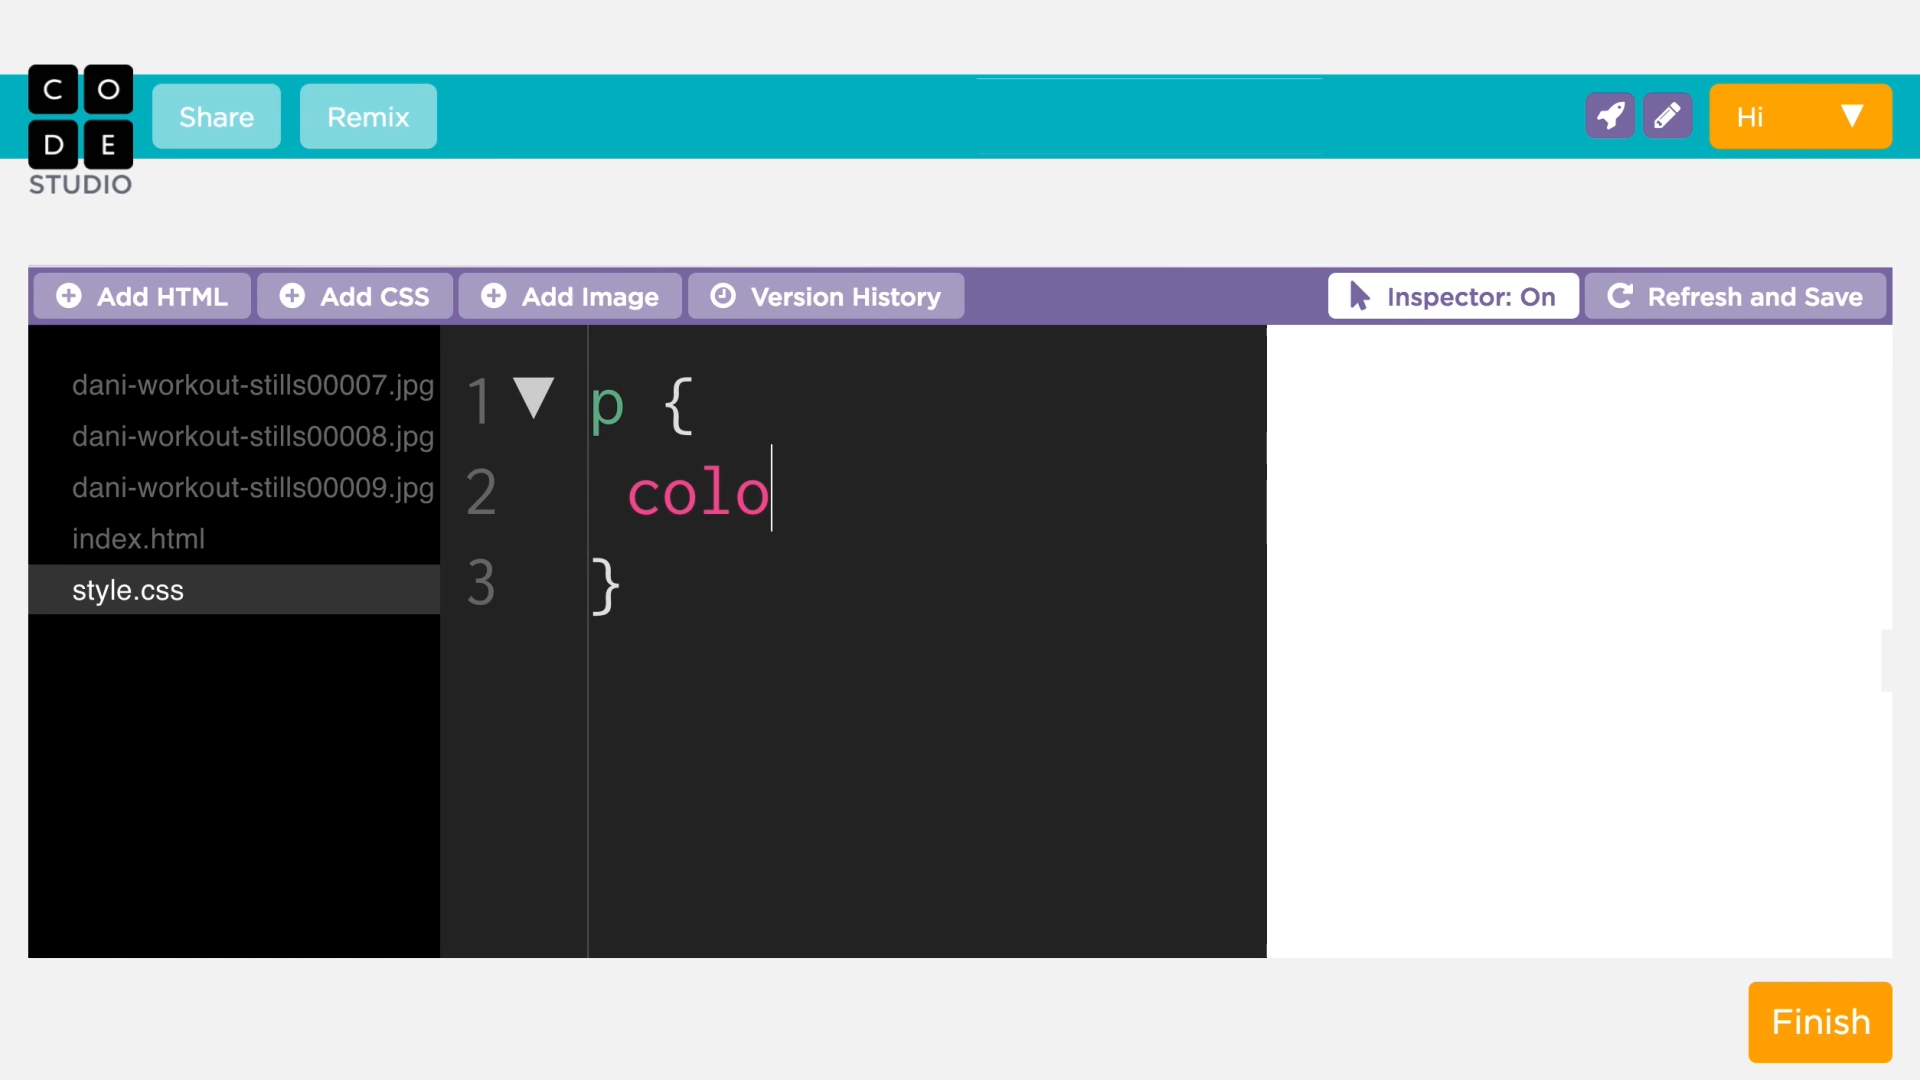 C O
D E
STUDIO
Share
Remix
Hi
Add HTML
Add CSS
Add Image
Version History
Inspector: On
Refresh and Save
dani-workout-stills00007.jpg
dani-workout-stills00008.jpg
dani-workout-stills00009.jpg
index.html
style.css
1 p {
2 colo
3 }
Finish